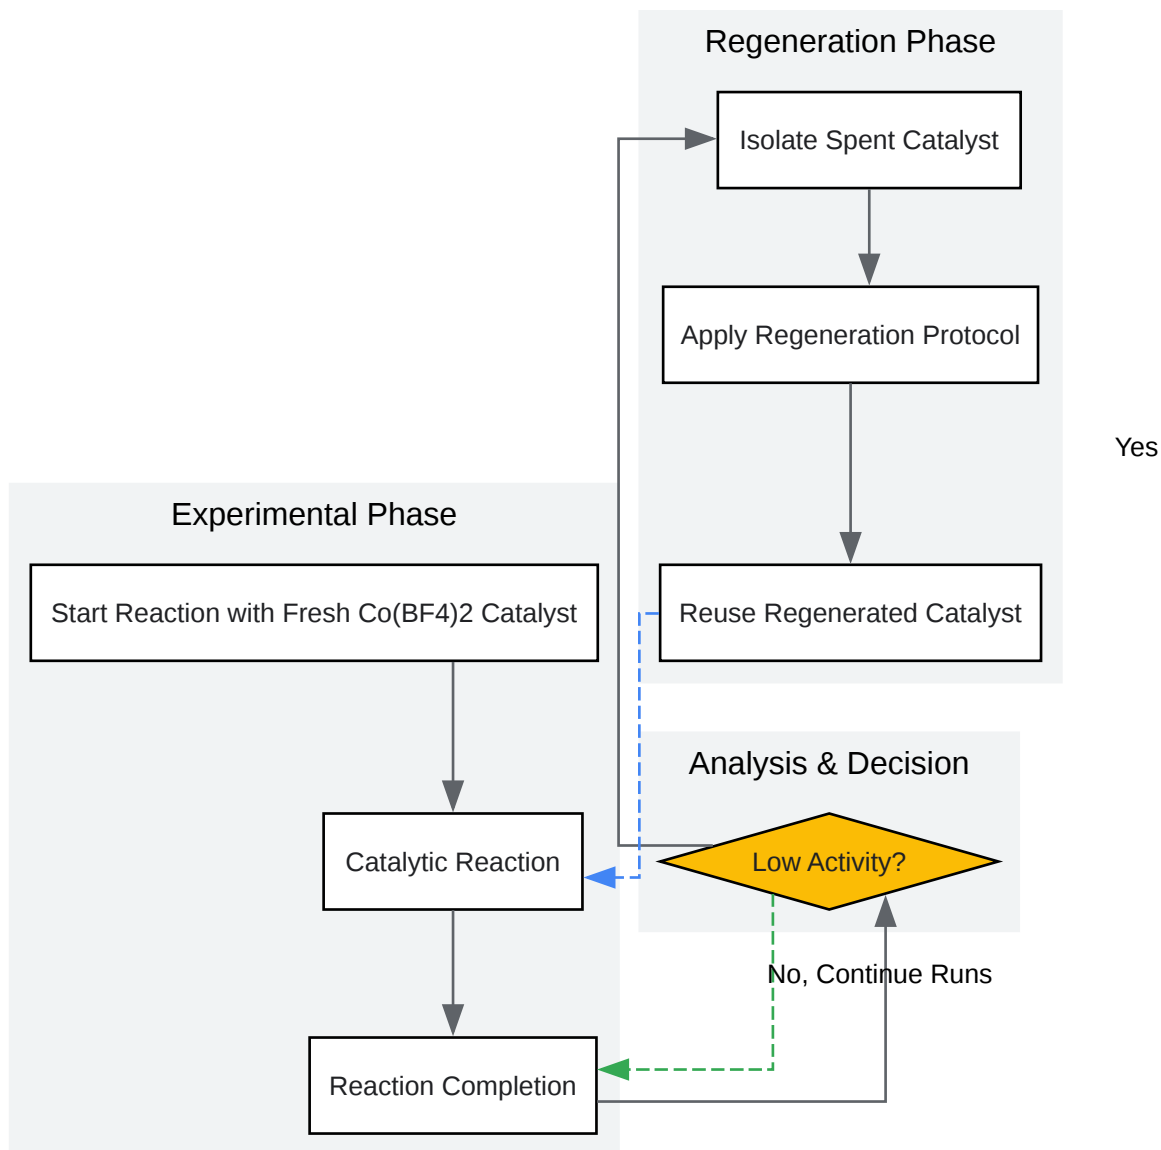 Regeneration Phase
Isolate Spent Catalyst
Apply Regeneration Protocol
Yes
Reuse Regenerated Catalyst
Experimental Phase
Start Reaction with Fresh Co(BF4)2 Catalyst
Catalytic Reaction
Reaction Completion
Analysis & Decision
Low Activity?
No, Continue Runs